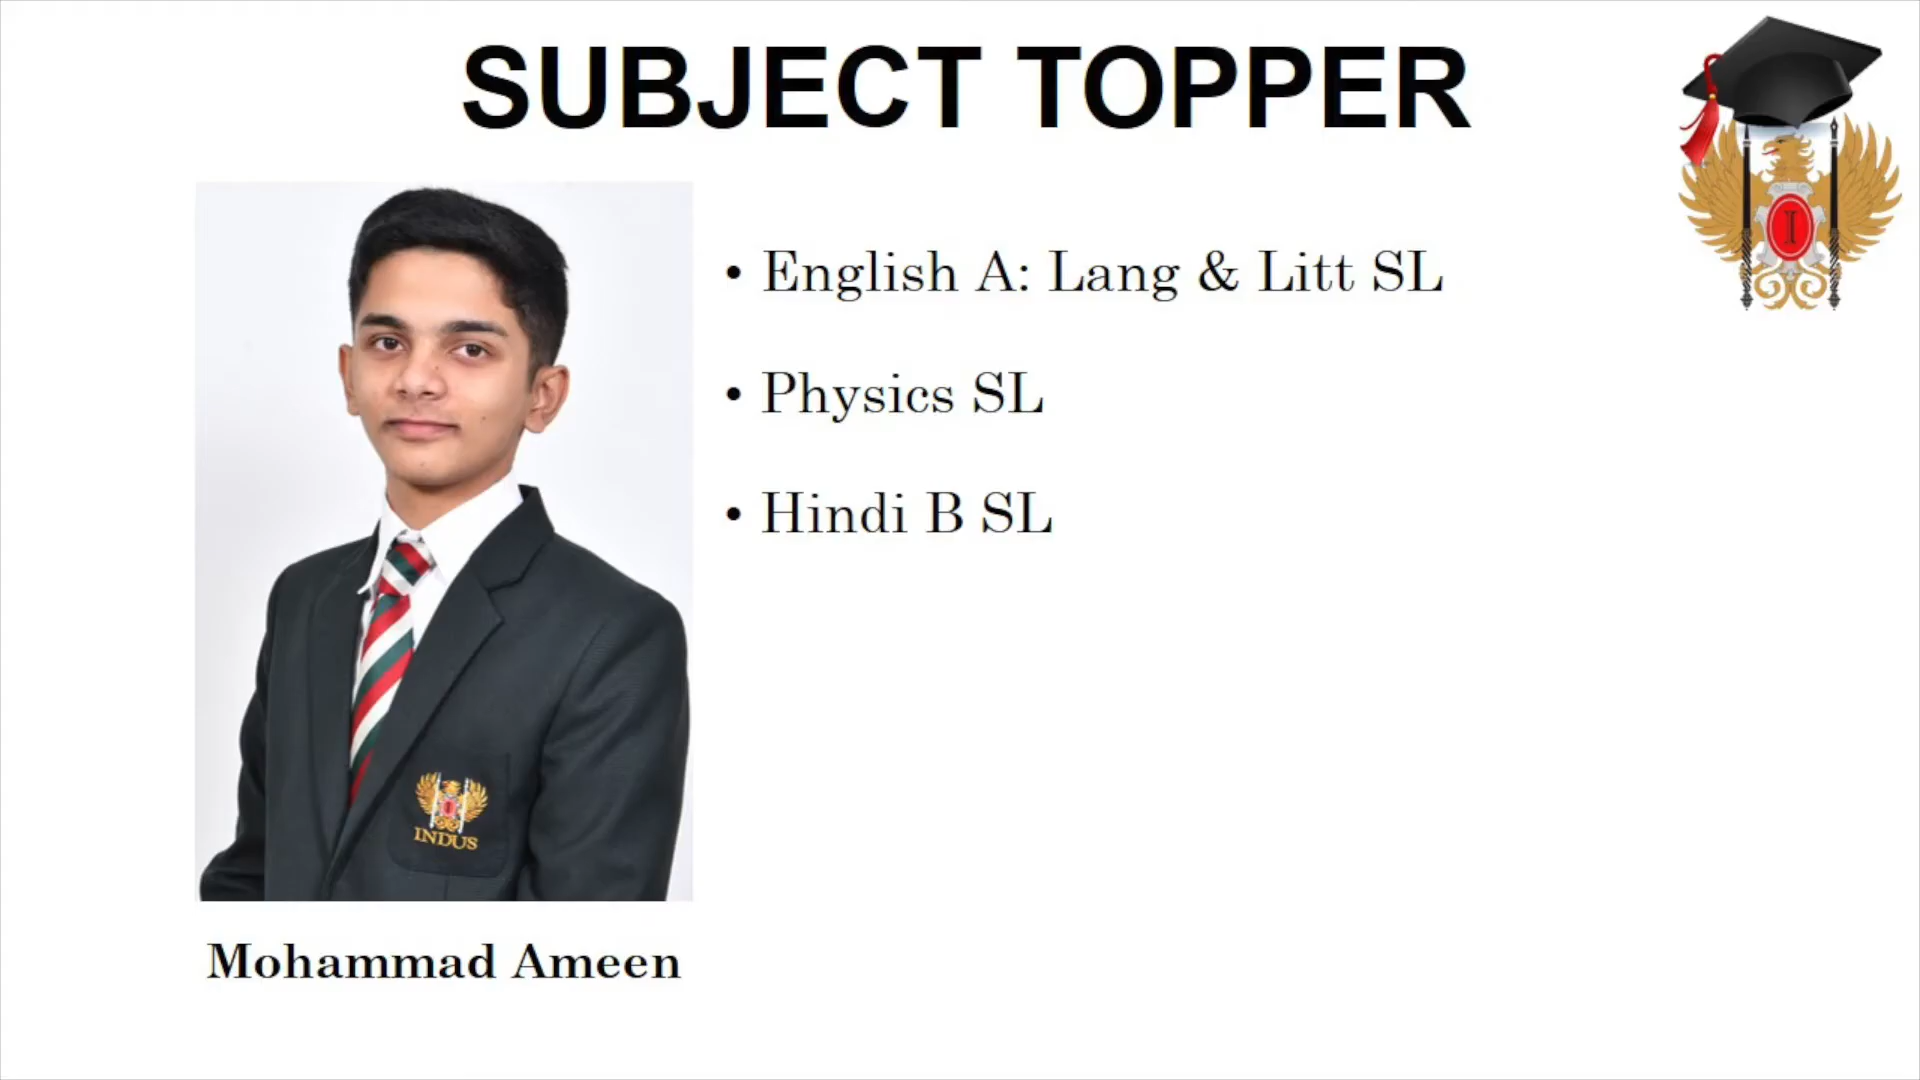 SUBJECT TOPPER
• English A: Lang & Litt SL
• Physics SL
• Hindi B SL
I
I
INDUS
Mohammad Ameen